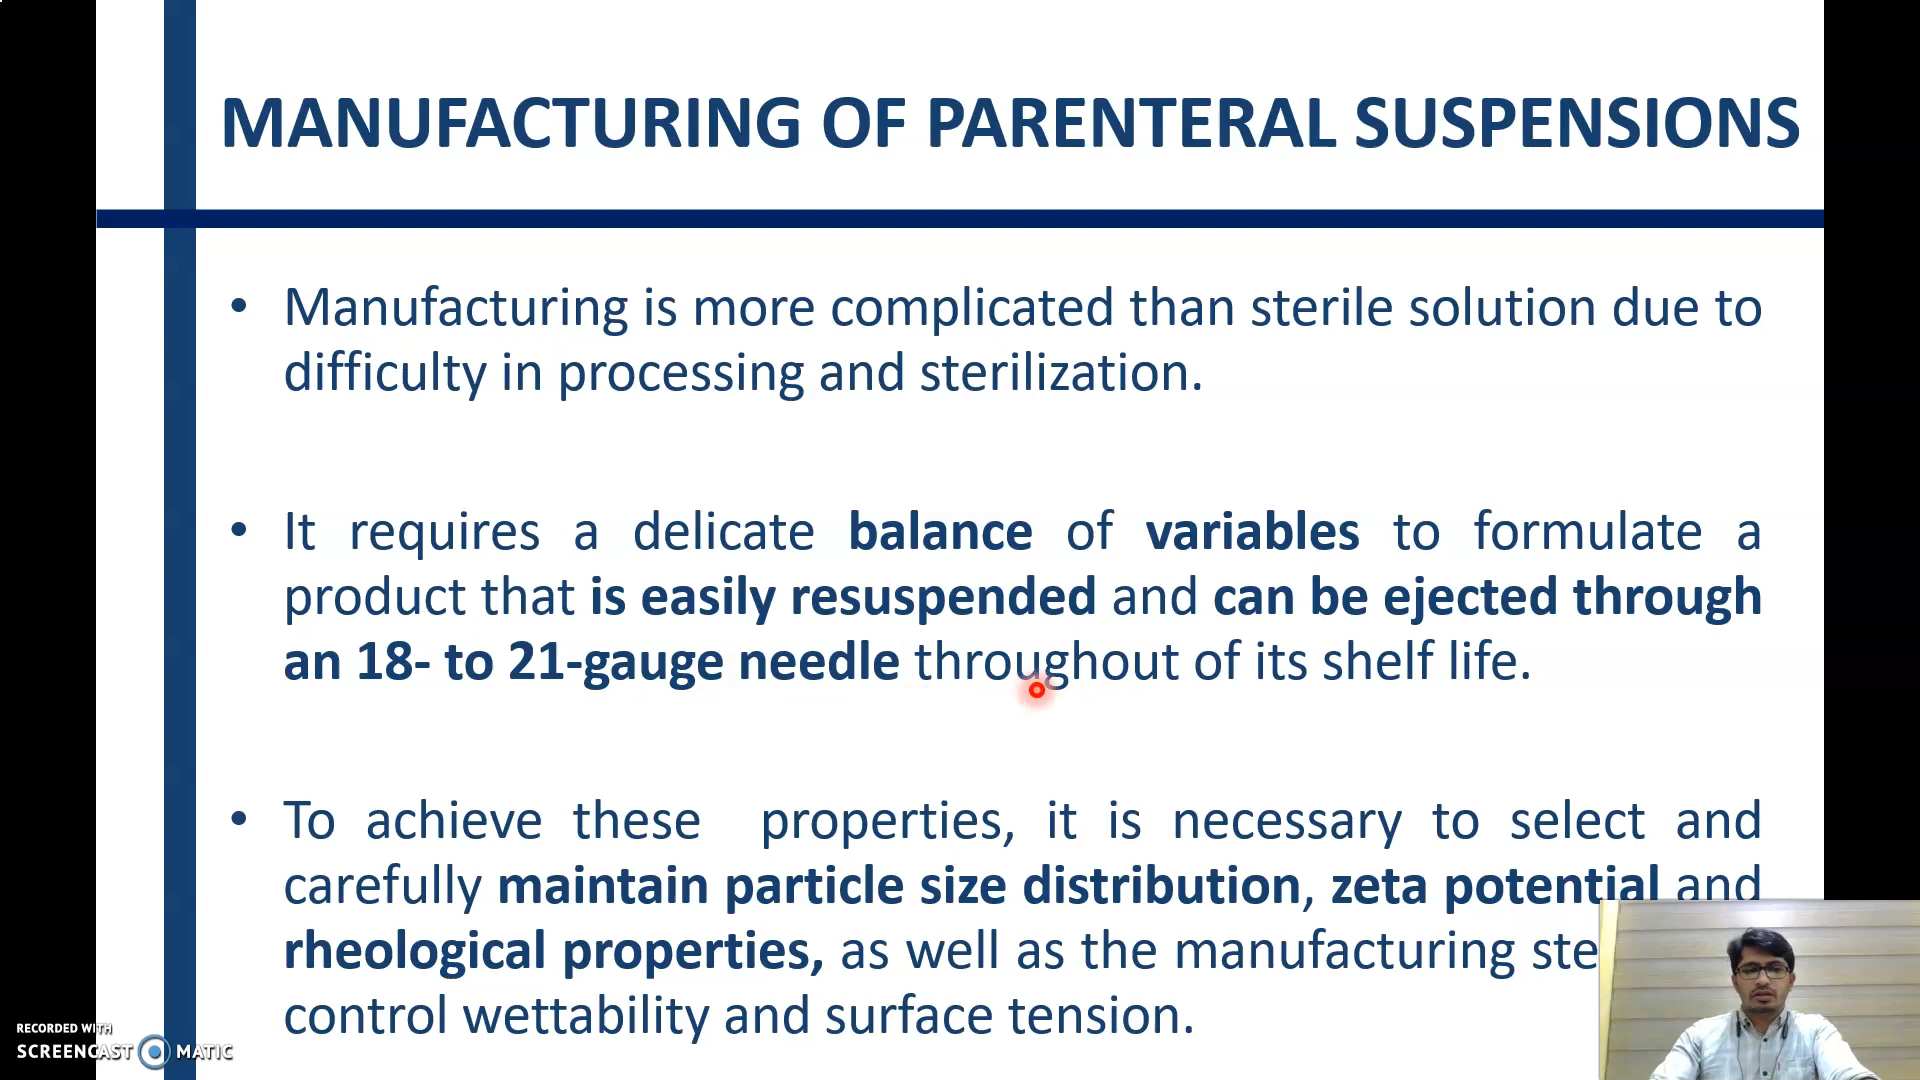 MANUFACTURING OF PARENTERAL SUSPENSIONS
• Manufacturing is more complicated than sterile solution due to
difficulty in processing and sterilization.
• It requires a delicate balance of variables to formulate a
product that is easily resuspended and can be ejected through
an 18- to 21-gauge needle throughout of its shelf life.
• To achieve these properties, it is necessary to select and
carefully maintain particle size distribution, zeta potential and
rheological properties, as well as the manufacturing
control wettability and surface tension.
RECORDED WITH
SCREENCAST MATIC